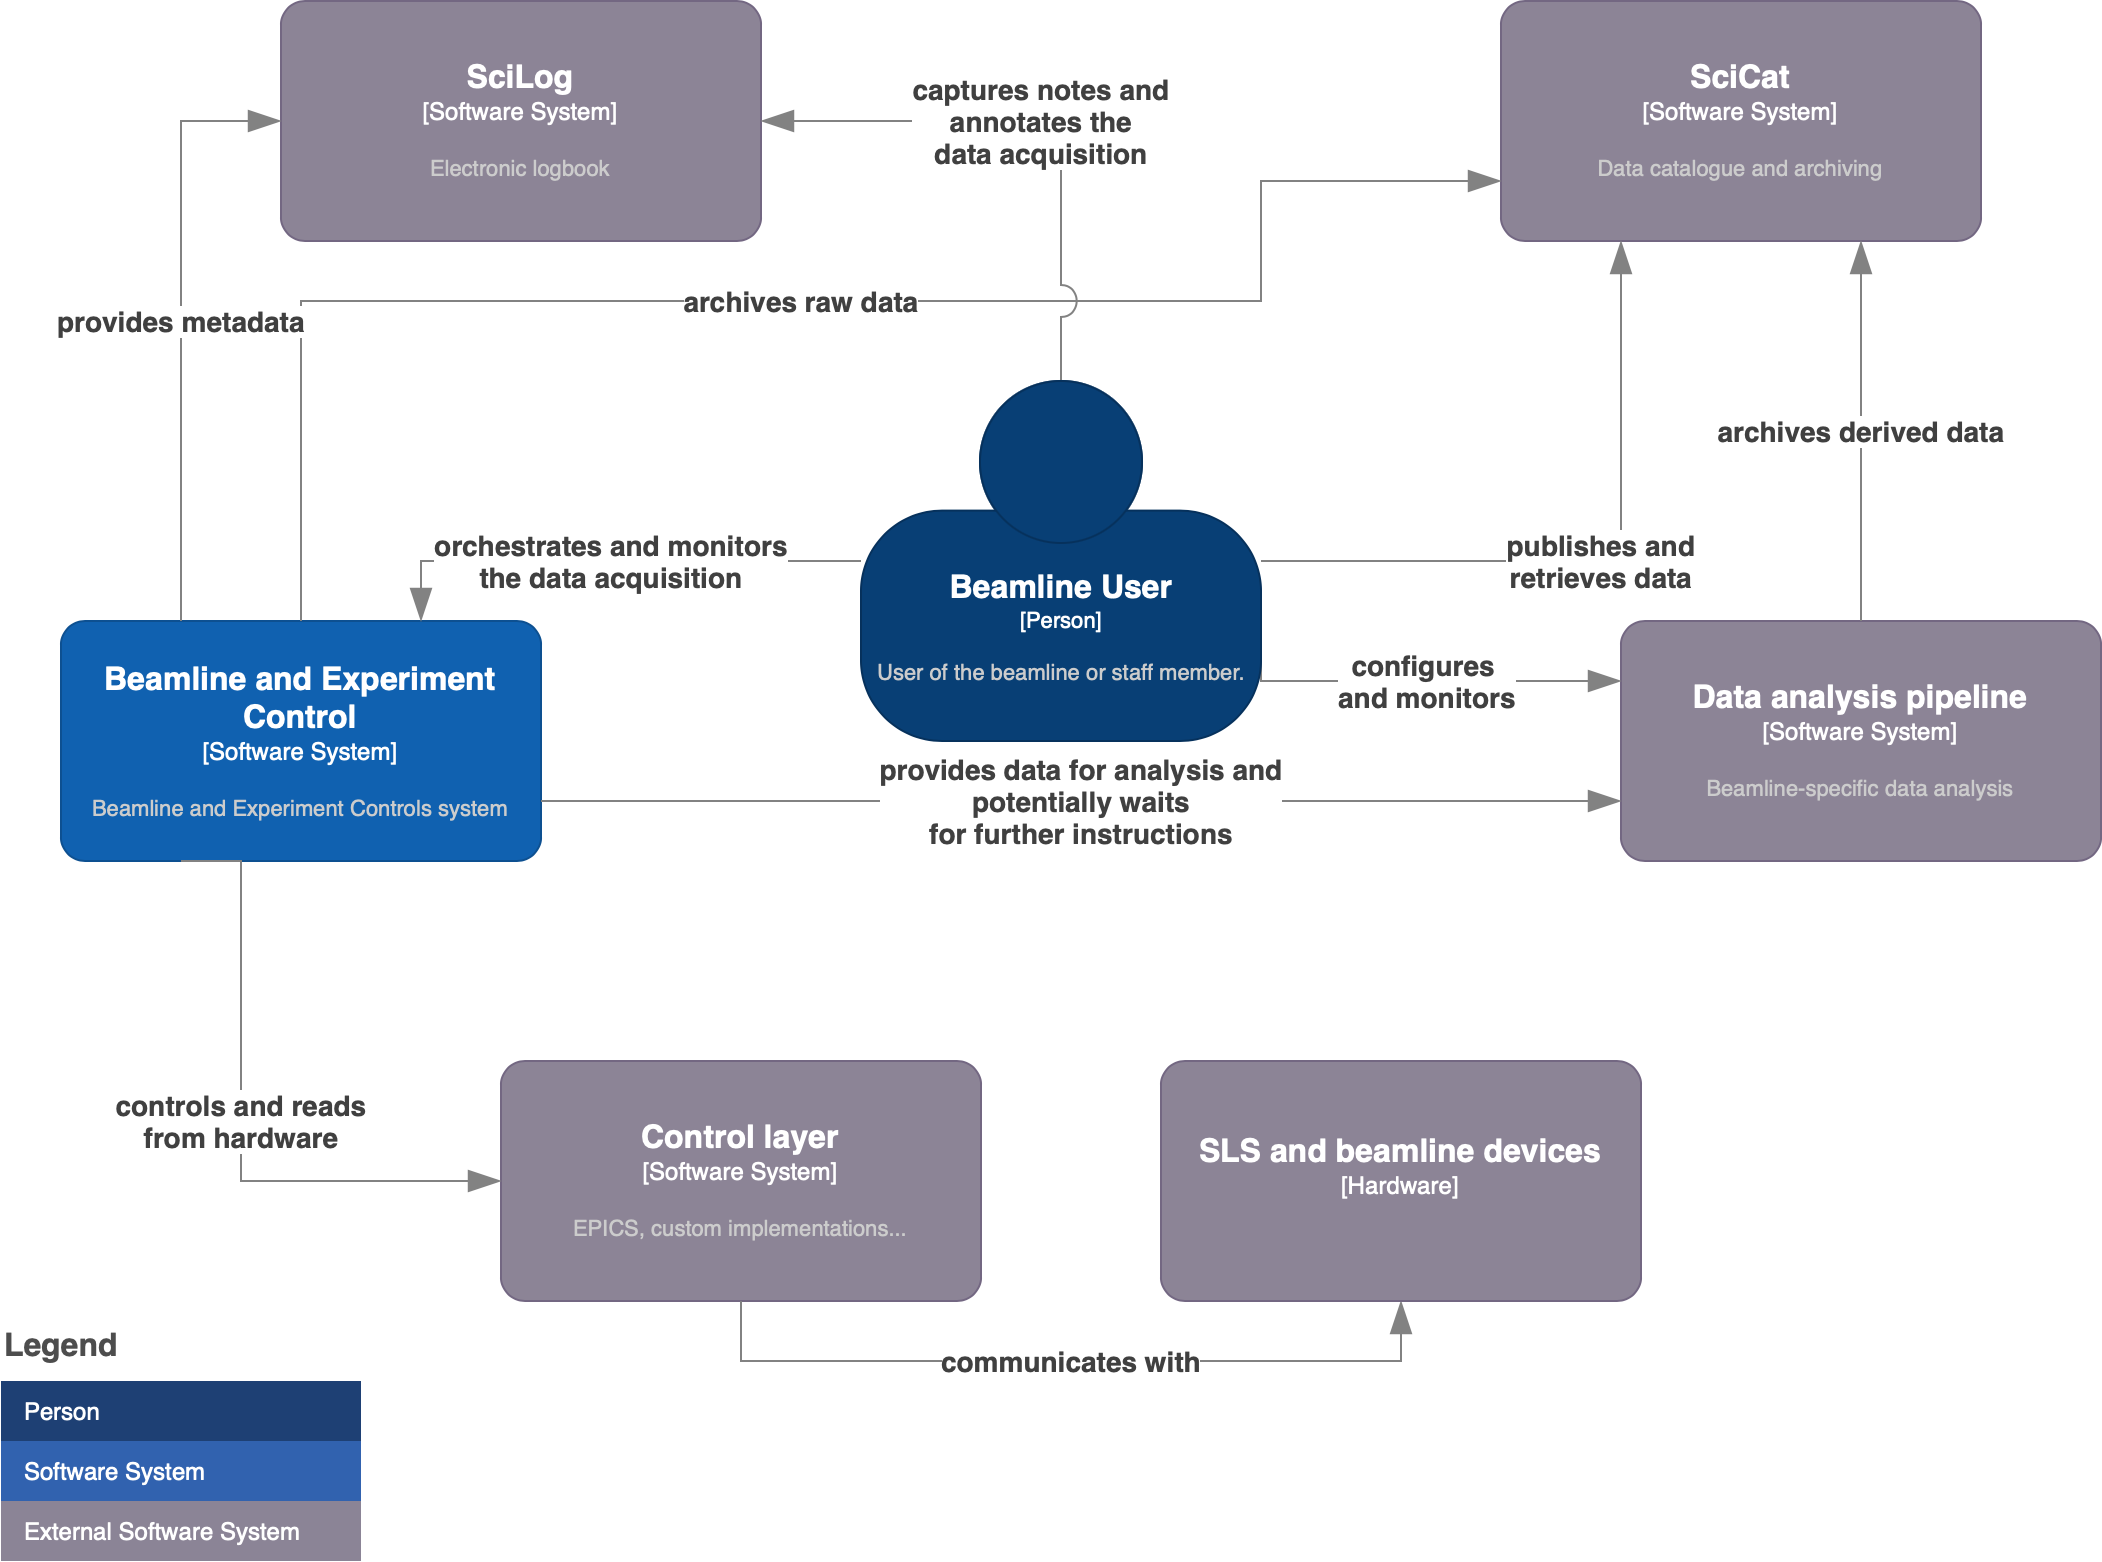 SciLog
[Software System]
Electronic logbook
captures notes and
annotates the
data acquisition
SciCat
[Software System]
Data catalogue and archiving
provides metadata
archives raw data
archives derived data
orchestrates and monitors
the data acquisition
Beamline User
[Person]
User of the beamline or staff member.
publishes and
retrieves data
configures
and monitors
Beamline and Experiment
Control
[Software System]
Beamline and Experiment Controls system
provides data for analysis and
potentially waits
for further instructions
Data analysis pipeline
[Software System]
Beamline-specific data analysis
controls and reads
from hardware
Control layer
[Software System]
EPICS, custom implementations...
SLS and beamline devices
[Hardware]
communicates with
Legend
Person
Software System
External Software System